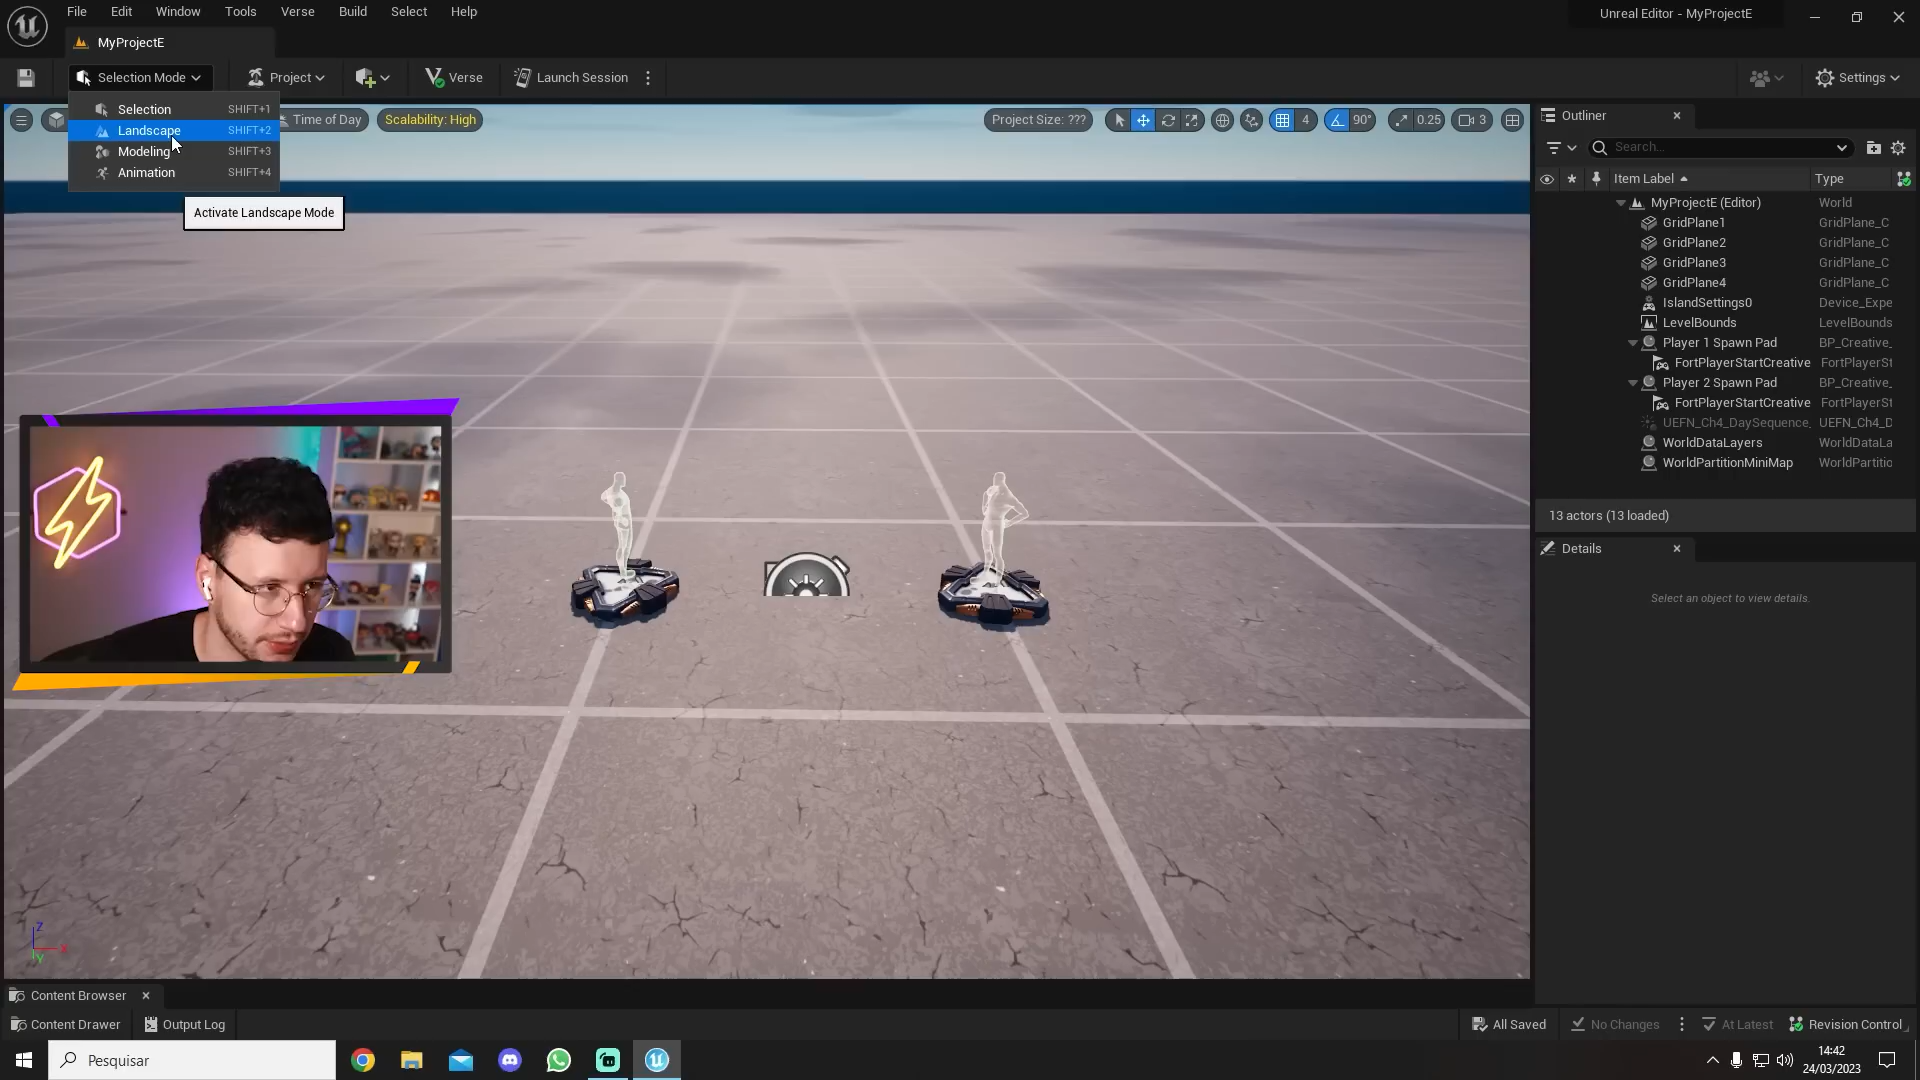 File Edit Window Tools Verse Build Select Help
Unreal Editor - MyProjectE
MyProjectE
Selection Mode
Project
Verse
Launch Session
Settings
Selection SHIFT+1
Landscape SHIFT+2
Modeling SHIFT+3
Animation SHIFT+4
Activate Landscape Mode
Time of Day
Scalability: High
Project Size: ???
4
90°
0.25
3
Outliner
Search...
Item Label Type
MyProjectE (Editor) World
GridPlane1 GridPlane_C
GridPlane2 GridPlane_C
GridPlane3 GridPlane_C
GridPlane4 GridPlane_C
IslandSettings0 Device_Expe
LevelBounds LevelBounds
Player 1 Spawn Pad BP_Creative_
FortPlayerStartCreative FortPlayerSt
Player 2 Spawn Pad BP_Creative_
FortPlayerStartCreative FortPlayerSt
UEFN_Ch4_DaySequence_ UEFN_Ch4_D
WorldDataLayers WorldDataLa
WorldPartitionMiniMap WorldPartitio
13 actors (13 loaded)
Details
Select an object to view details.
Z
X
Y
Content Browser
Content Drawer
Output Log
All Saved
No Changes
At Latest
Revision Control
Pesquisar
14:42
24/03/2023